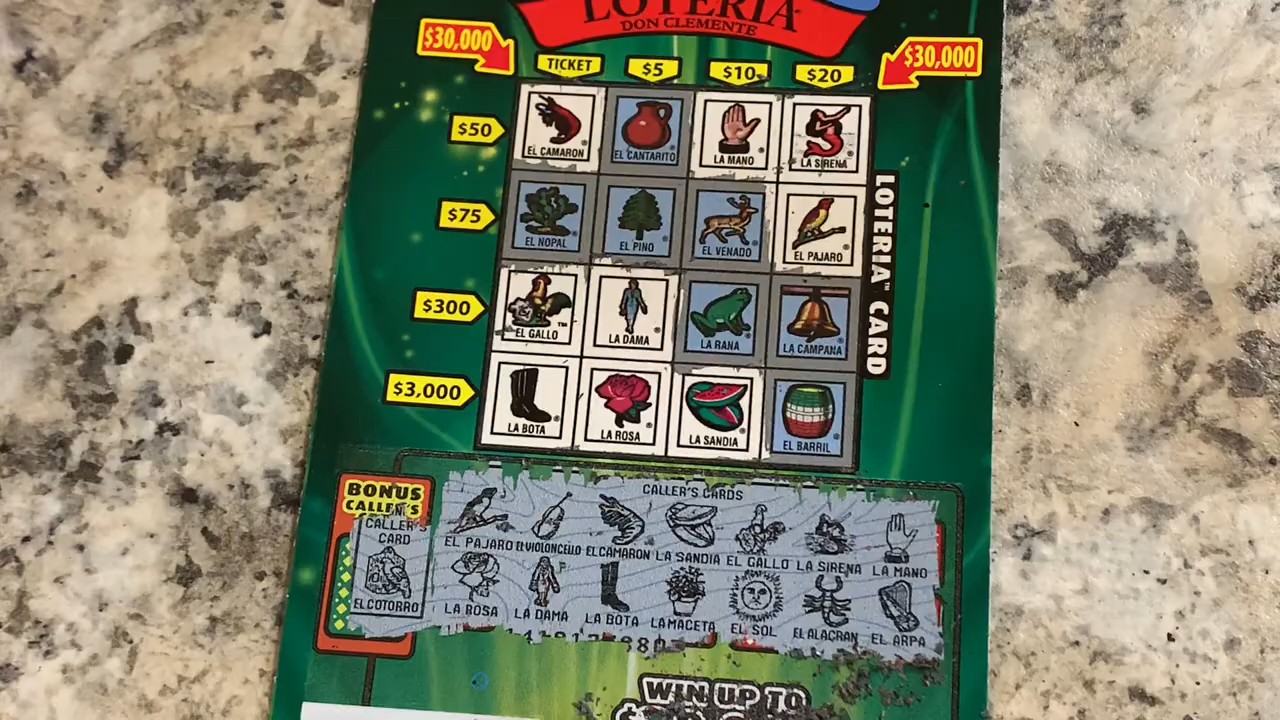 LOTERIA
DON CLEMENTE
$30,000
$30,000
TICKET $5 $10 $20
$50
EL CAMARON EL CANTARITO LA MANO LA SIRENA
$75
EL NOPAL EL PINO EL VENADO EL PAJARO
$300
EL GALLO™ LA DAMA LA RANA LA CAMPANA
$3,000
LA BOTA LA ROSA LA SANDIA EL BARRIL
LOTERIA™ CARD
BONUS
CALLER'S
CALLER'S
CARD
EL COTORRO
CALLER'S CARDS
EL PAJARO EL VIOLONCELLO EL CAMARON LA SANDIA EL GALLO LA SIRENA LA MANO
LA ROSA LA DAMA LA BOTA LA MACETA EL SOL EL ALACRAN EL ARPA
WIN UP TO